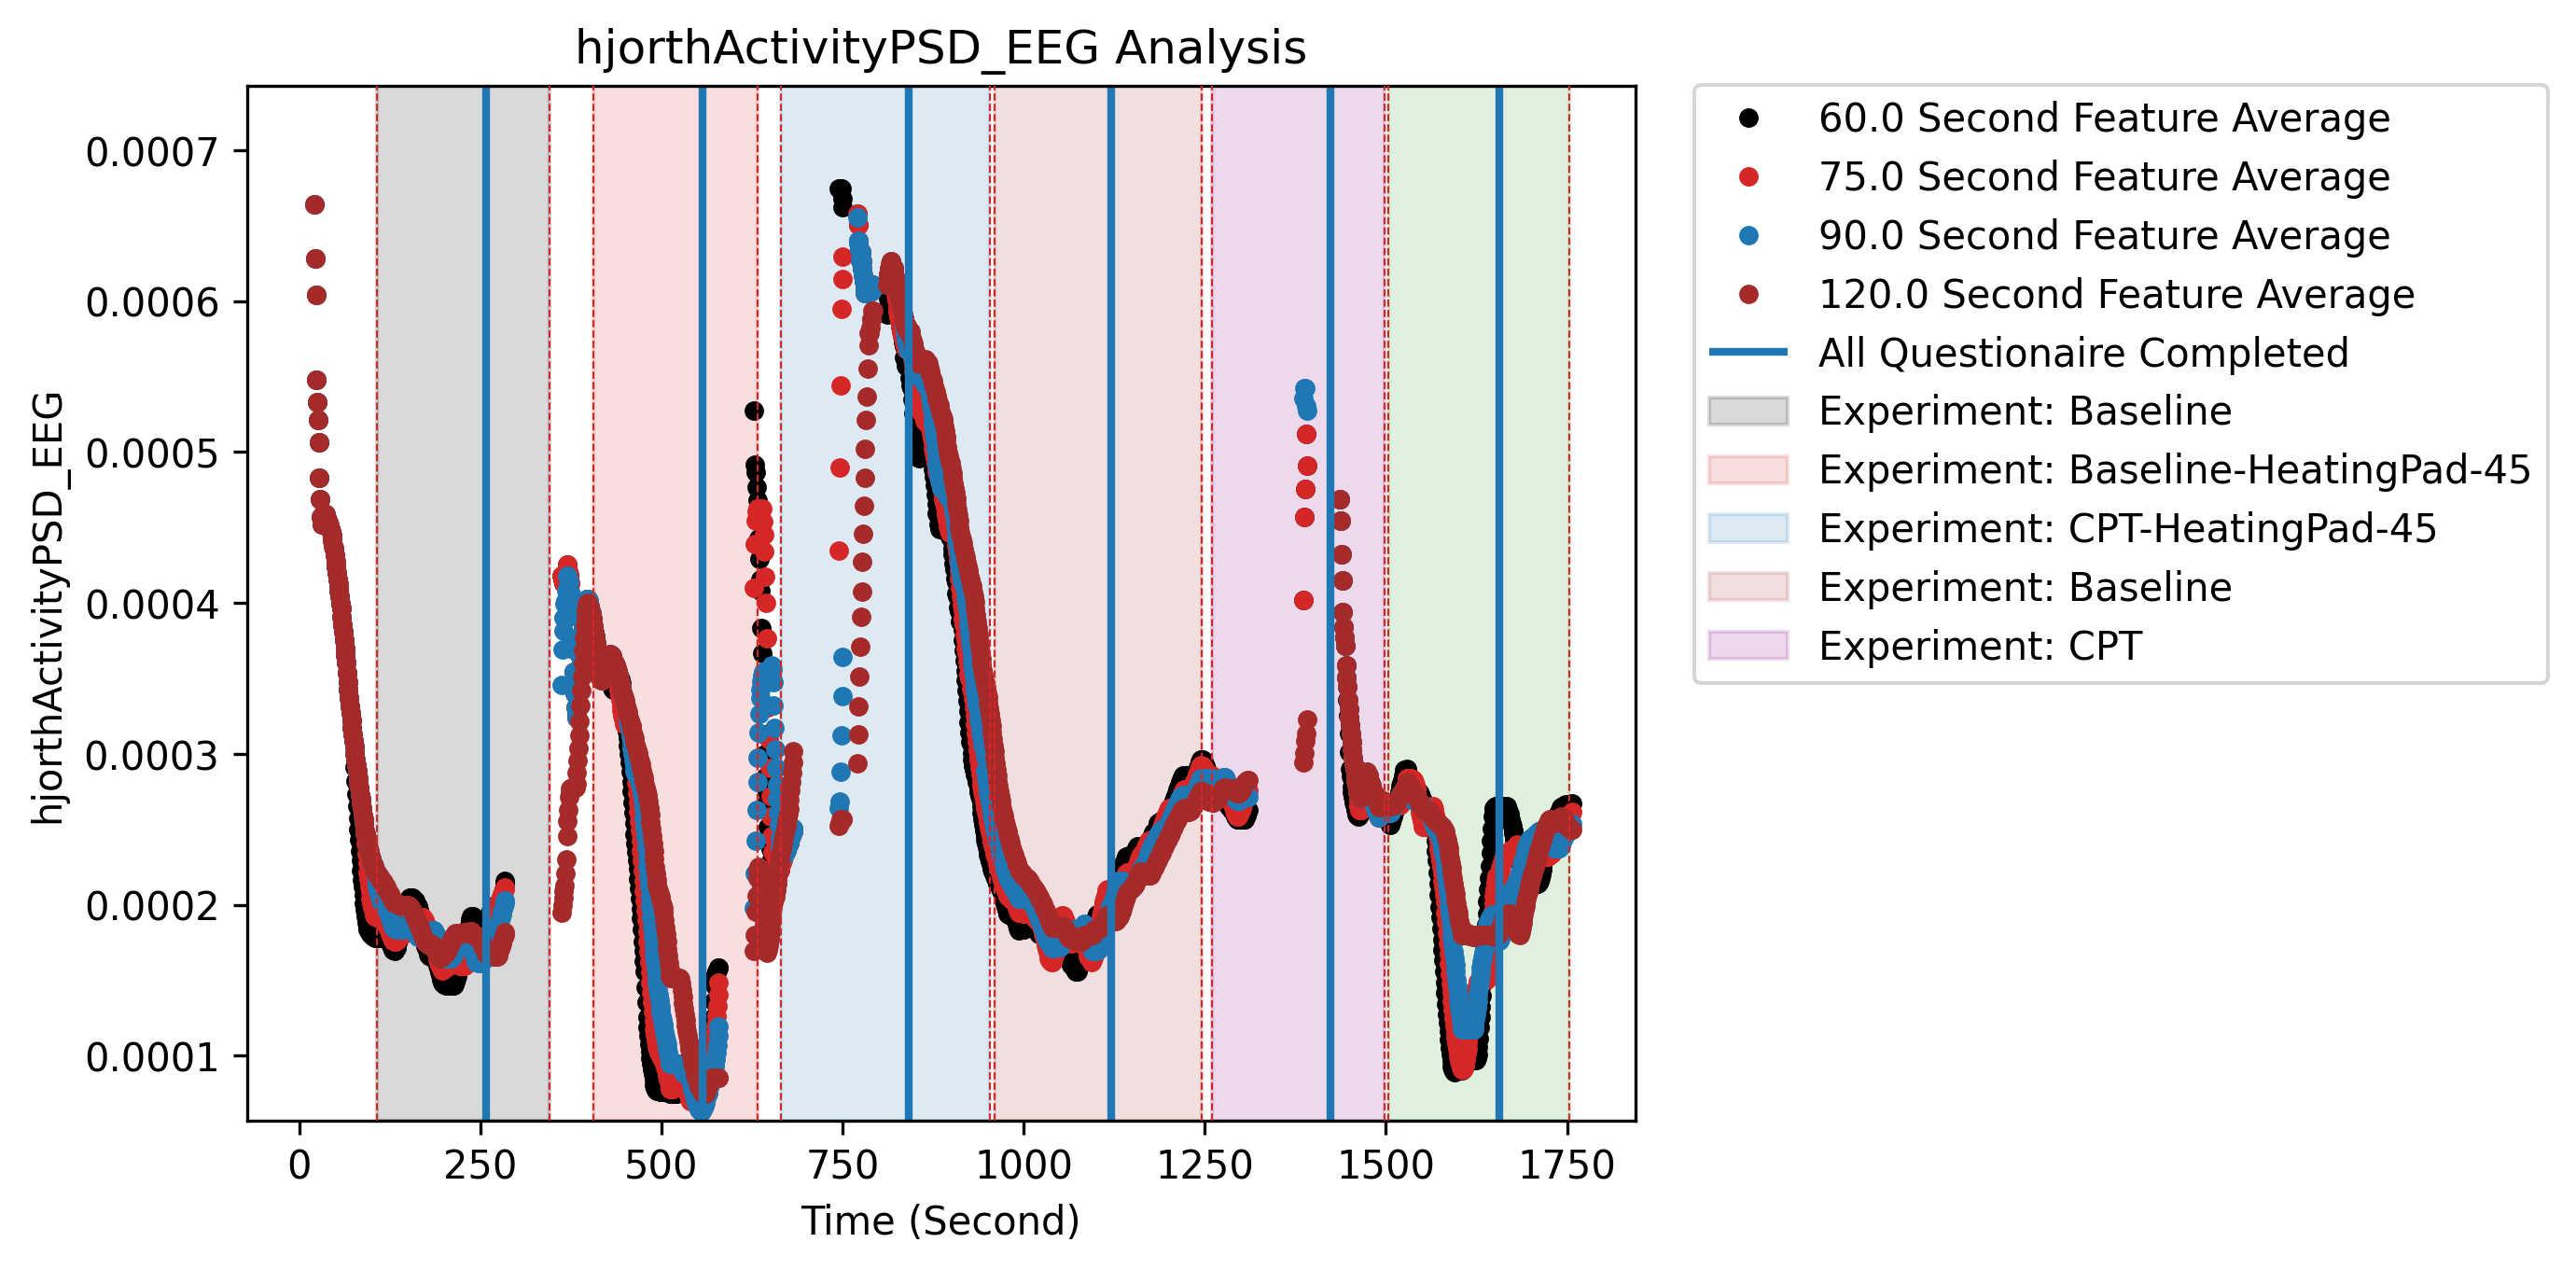 hjorthActivityPSD_EEG Analysis
0.0007
0.0006
0.0005
0.0004
0.0003
0.0002
0.0001
hjorthActivityPSD_EEG
0 250 500 750 1000 1250 1500 1750
Time (Second)
60.0 Second Feature Average
75.0 Second Feature Average
90.0 Second Feature Average
120.0 Second Feature Average
All Questionaire Completed
Experiment: Baseline
Experiment: Baseline-HeatingPad-45
Experiment: CPT-HeatingPad-45
Experiment: Baseline
Experiment: CPT